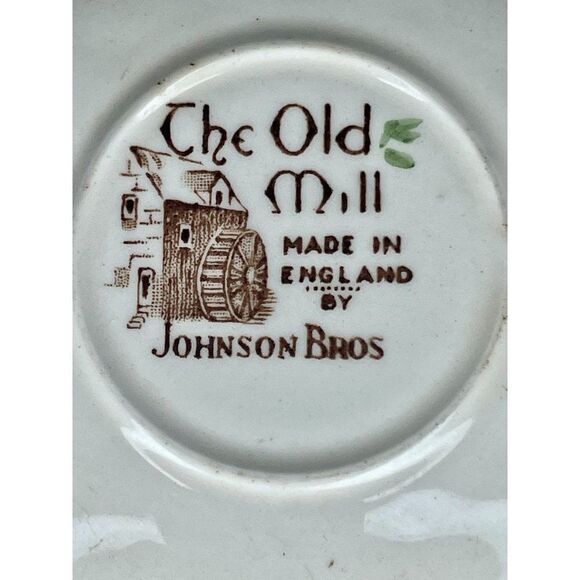 The Old
Mill
MADE IN
ENGLAND
BY
JOHNSON BROS